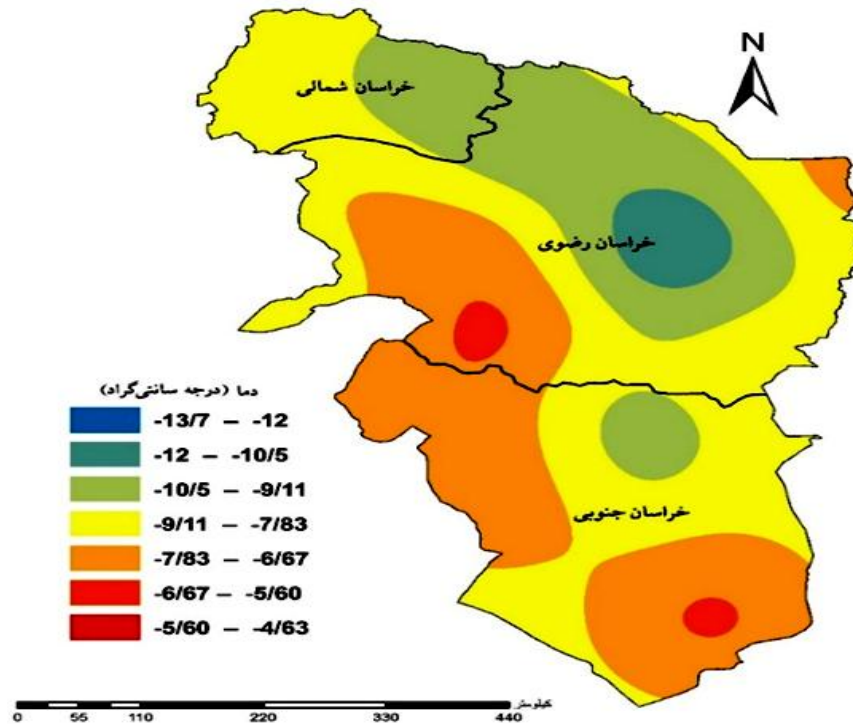 N
خراسان شمالی
خراسان رضوی
دما (درجه سانتی‌گراد)
-13/7 – -12
-12 – -10/5
-10/5 – -9/11
-9/11 – -7/83
-7/83 – -6/67
-6/67 – -5/60
-5/60 – -4/63
خراسان جنوبی
کیلومتر
0 55 110 220 330 440